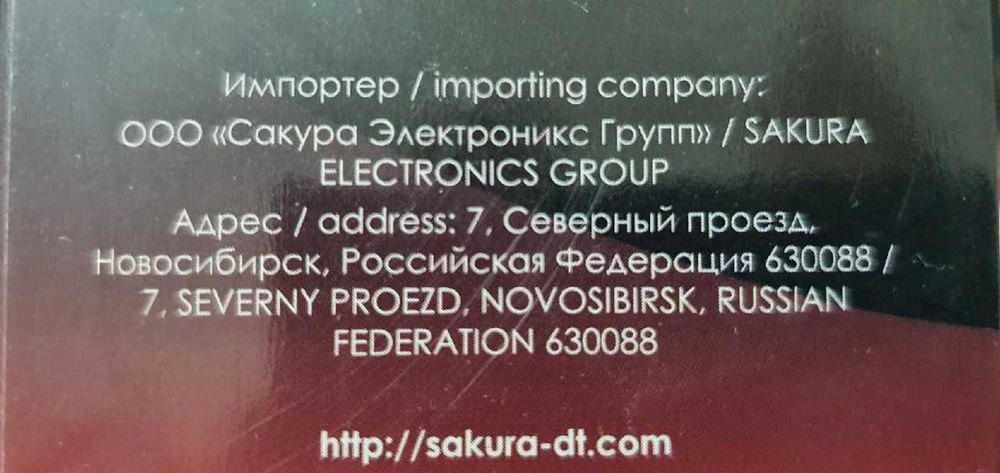 Импортер / importing company:
ООО «Сакура Электроникс Групп» / SAKURA
ELECTRONICS GROUP
Адрес / address: 7, Северный проезд,
Новосибирск, Российская Федерация 630088 /
7, SEVERNY PROEZD, NOVOSIBIRSK, RUSSIAN
FEDERATION 630088
http://sakura-dt.com